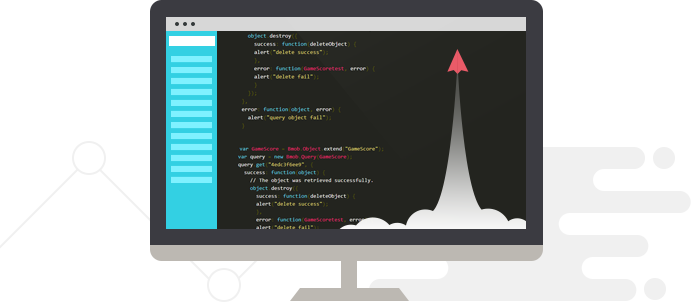 object.destroy({
success: function(deleteObject) {
alert("delete success");
},
error: function(GameScoretest, error) {
alert("delete fail");
}
});
},
error: function(object, error) {
alert("query object fail");
}
var GameScore = Bmob.Object.extend("GameScore");
var query = new Bmob.Query(GameScore);
query.get("4edc3f6ee9", {
success: function(object) {
// The object was retrieved successfully.
object.destroy({
success: function(deleteObject) {
alert("delete success");
},
error: function(GameScoretest, error
alert("delete fail");